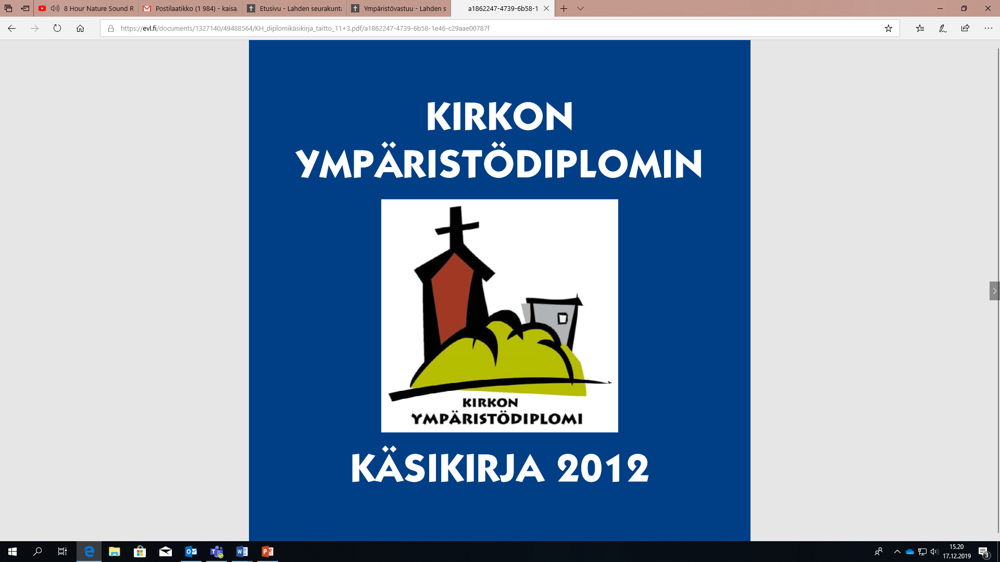 8 Hour Nature Sound R
Postilaatikko (1 984) - kaisa.
Etusivu - Lahden seurakunta
Ympäristövastuu - Lahden s
a1862247-4739-6b58-1
https://evl.fi/documents/1327140/49488564/KH_diplomikäsikirja_taitto_11+3.pdf/a1862247-4739-6b58-1e46-c29aae00787f
KIRKON
YMPÄRISTÖDIPLOMIN
KIRKON
YMPÄRISTÖDIPLOMI
KÄSIKIRJA 2012
15.20
17.12.2019
3